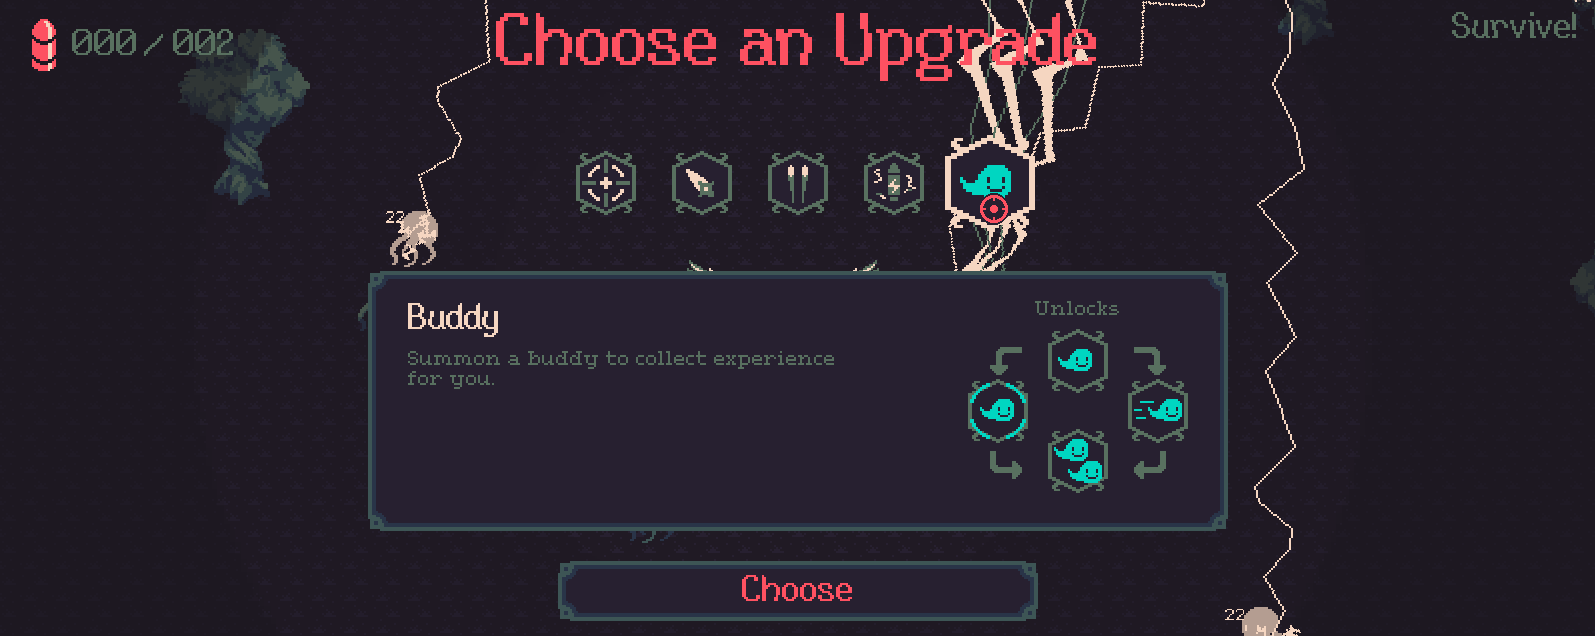 000/002
Choose an Upgrade
Survive!
22
Buddy
Summon a buddy to collect experience
for you.
Unlocks
Choose
22